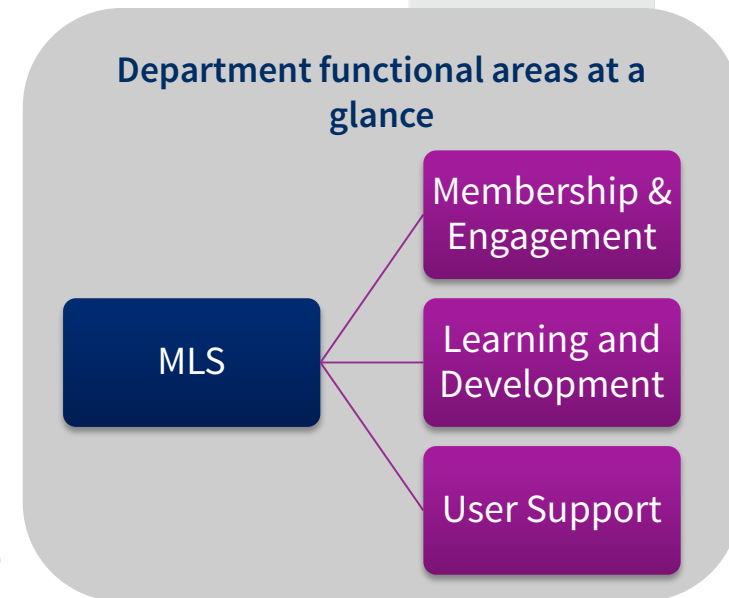 Department functional areas at a
glance
Membership &
Engagement
MLS
Learning and
Development
User Support